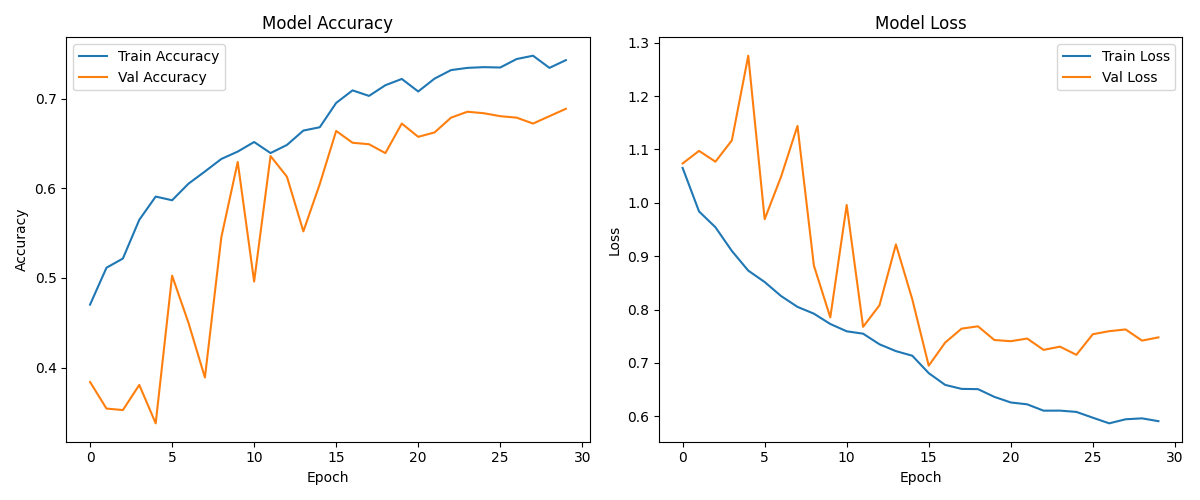 Model Accuracy
Train Accuracy
Val Accuracy
0.7
0.6
0.5
0.4
Accuracy
0 5 10 15 20 25 30
Epoch
Model Loss
Train Loss
Val Loss
1.3
1.2
1.1
1.0
0.9
0.8
0.7
0.6
Loss
0 5 10 15 20 25 30
Epoch